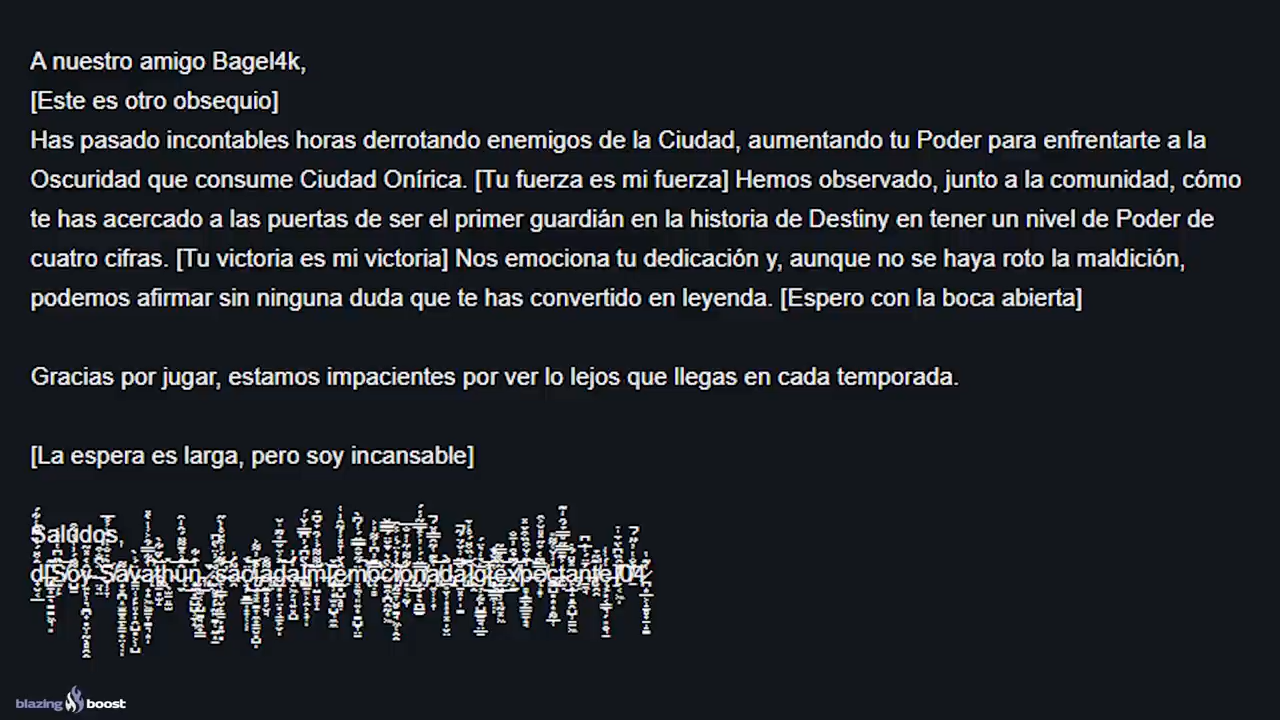 A nuestro amigo Bagel4k,
[Este es otro obsequio]
Has pasado incontables horas derrotando enemigos de la Ciudad, aumentando tu Poder para enfrentarte a la
Oscuridad que consume Ciudad Onírica. [Tu fuerza es mi fuerza] Hemos observado, junto a la comunidad, cómo
te has acercado a las puertas de ser el primer guardián en la historia de Destiny en tener un nivel de Poder de
cuatro cifras. [Tu victoria es mi victoria] Nos emociona tu dedicación y, aunque no se haya roto la maldición,
podemos afirmar sin ninguna duda que te has convertido en leyenda. [Espero con la boca abierta]
Gracias por jugar, estamos impacientes por ver lo lejos que llegas en cada temporada.
[La espera es larga, pero soy incansable]
Saludos,
Savathun
blazing boost